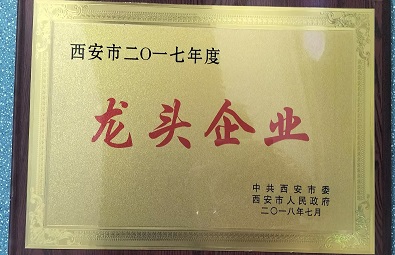 西安市二〇一七年度
龙头企业
中共西安市委
西安市人民政府
二〇一八年七月